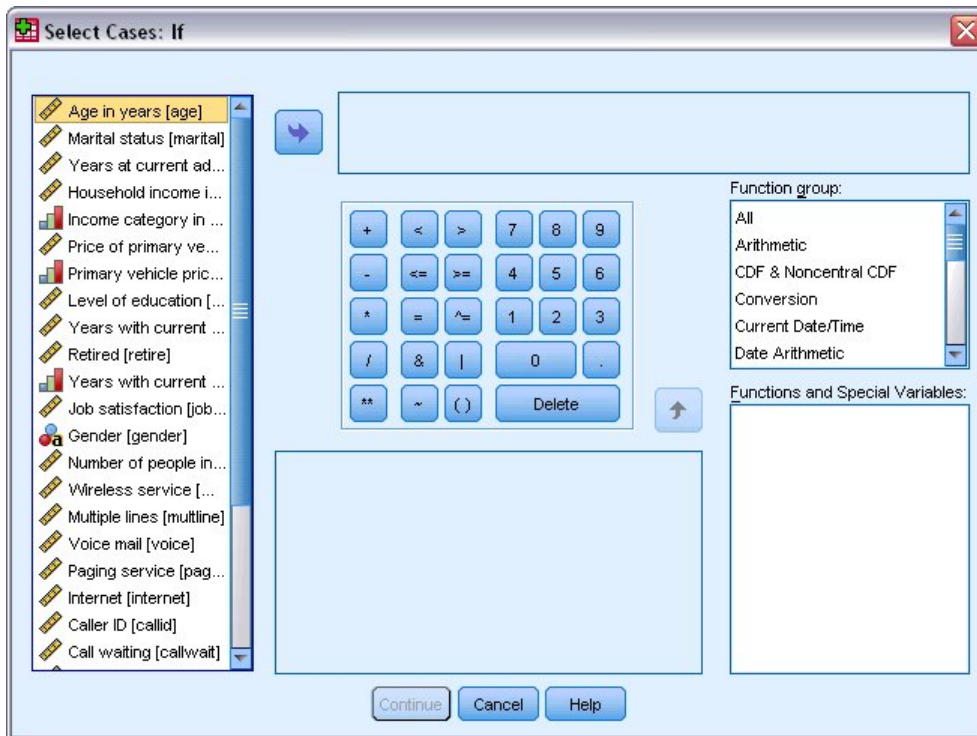 Select Cases: If
Age in years [age]
Marital status [marital]
Years at current ad...
Household income i...
Income category in ...
Price of primary ve...
Primary vehicle pric...
Level of education [...
Years with current ...
Retired [retire]
Years with current ...
Job satisfaction [job...
Gender [gender]
Number of people in...
Wireless service [...
Multiple lines [multline]
Voice mail [voice]
Paging service [pag...
Internet [internet]
Caller ID [callid]
Call waiting [callwait]
+ < > 7 8 9
- <= >= 4 5 6
* = ^= 1 2 3
/ & | 0 .
** ~ ( ) Delete
Function group:
All
Arithmetic
CDF & Noncentral CDF
Conversion
Current Date/Time
Date Arithmetic
Functions and Special Variables:
Continue Cancel Help